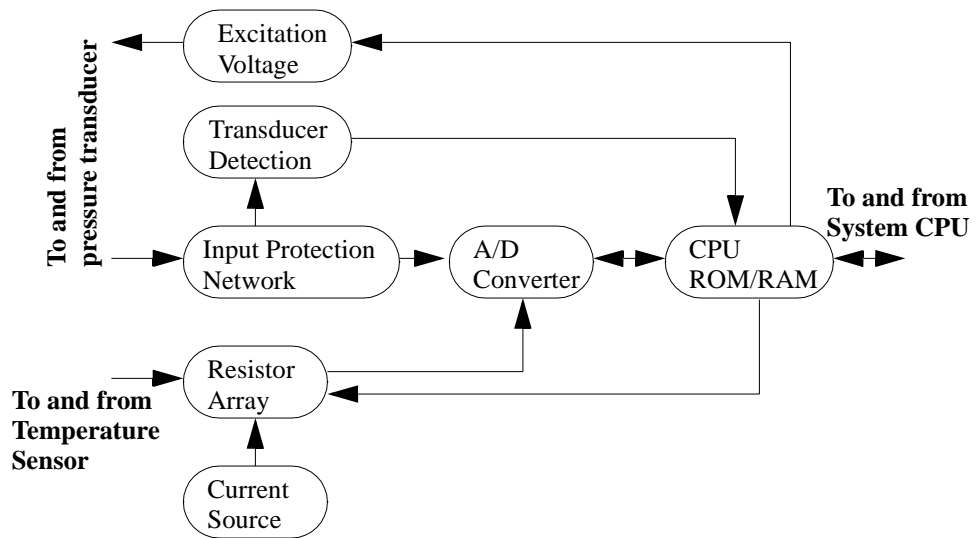 Excitation
Voltage
Transducer
Detection
To and from
pressure transducer
To and from
System CPU
Input Protection
Network
A/D
Converter
CPU
ROM/RAM
Resistor
Array
To and from
Temperature
Sensor
Current
Source